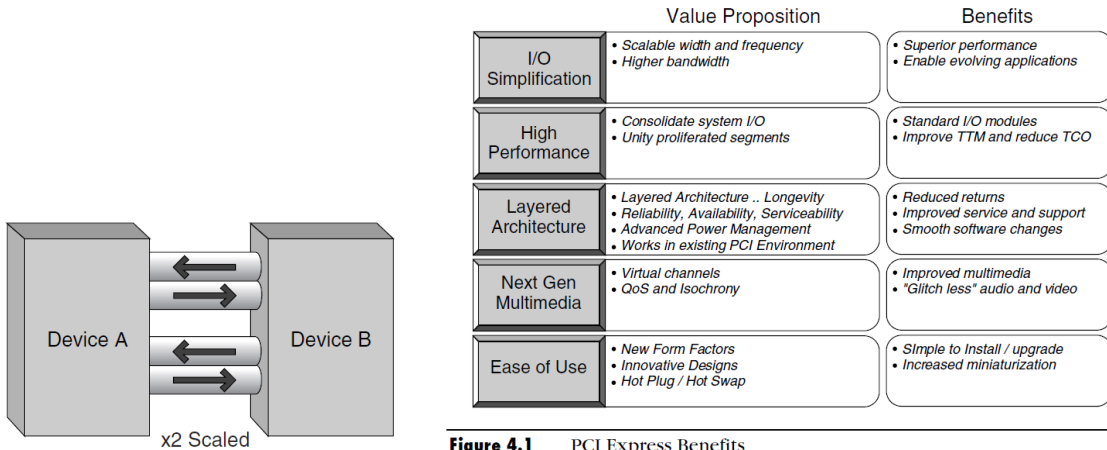 Device A
Device B
x2 Scaled
Value Proposition
Benefits
I/O
Simplification
• Scalable width and frequency
• Higher bandwidth
• Superior performance
• Enable evolving applications
High
Performance
• Consolidate system I/O
• Unity proliferated segments
• Standard I/O modules
• Improve TTM and reduce TCO
Layered
Architecture
• Layered Architecture .. Longevity
• Reliability, Availability, Serviceability
• Advanced Power Management
• Works in existing PCI Environment
• Reduced returns
• Improved service and support
• Smooth software changes
Next Gen
Multimedia
• Virtual channels
• QoS and Isochrony
• Improved multimedia
• "Glitch less" audio and video
Ease of Use
• New Form Factors
• Innovative Designs
• Hot Plug / Hot Swap
• SImple to Install / upgrade
• Increased miniaturization
Figure 4.1 PCI Express Benefits